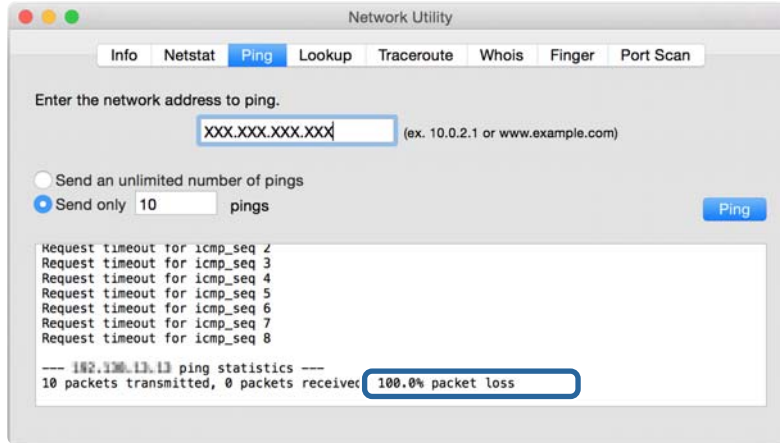 Network Utility
Info Netstat Ping Lookup Traceroute Whois Finger Port Scan
Enter the network address to ping.
XXX.XXX.XXX.XXX (ex. 10.0.2.1 or www.example.com)
Send an unlimited number of pings
Send only 10 pings
Ping
Request timeout for icmp_seq 2
Request timeout for icmp_seq 3
Request timeout for icmp_seq 4
Request timeout for icmp_seq 5
Request timeout for icmp_seq 6
Request timeout for icmp_seq 7
Request timeout for icmp_seq 8
--- ping statistics ---
10 packets transmitted, 0 packets received 100.0% packet loss